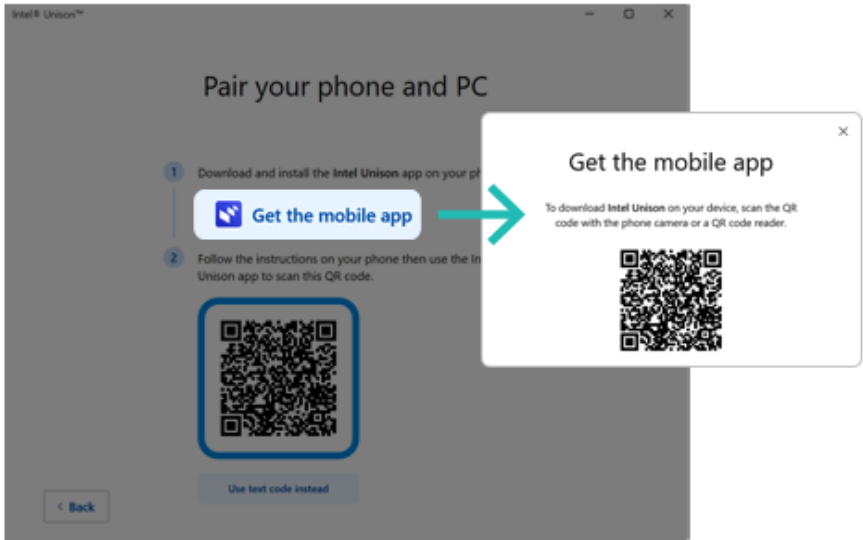 Intel® Unison™
Pair your phone and PC
1 Download and install the Intel Unison app on your
Get the mobile app
2 Follow the instructions on your phone then use the
Unison app to scan this QR code.
Use text code instead
< Back
Get the mobile app
To download Intel Unison on your device, scan the QR
code with the phone camera or a QR code reader.